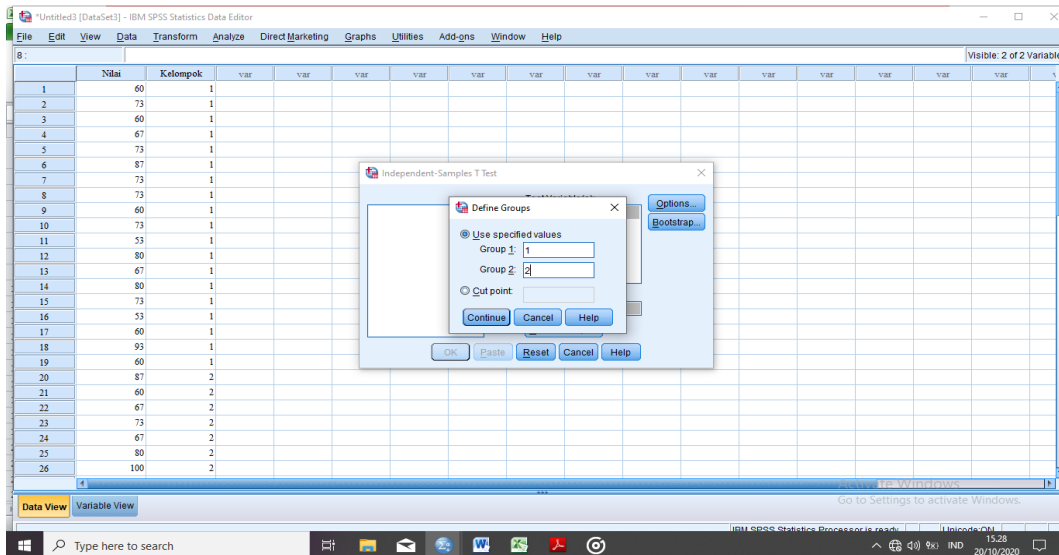 *Untitled3 [DataSet3] - IBM SPSS Statistics Data Editor
File Edit View Data Transform Analyze Direct Marketing Graphs Utilities Add-ons Window Help
8 : Visible: 2 of 2 Variable
Nilai Kelompok var var var var var var var var var var var var var var
1 60 1
2 73 1
3 60 1
4 67 1
5 73 1
6 87 1
7 73 1
8 73 1
9 60 1
10 73 1
11 53 1
12 80 1
13 67 1
14 80 1
15 73 1
16 53 1
17 60 1
18 93 1
19 60 1
20 87 2
21 60 2
22 67 2
23 73 2
24 67 2
25 80 2
26 100 2
Independent-Samples T Test
Options...
Bootstrap...
Define Groups
Use specified values
Group 1: 1
Group 2: 2
Cut point:
Continue Cancel Help
OK Paste Reset Cancel Help
Activate Windows
Go to Settings to activate Windows.
Data View Variable View
IBM SPSS Statistics Processor is ready Unicode:ON
Type here to search
IND
15.28
20/10/2020